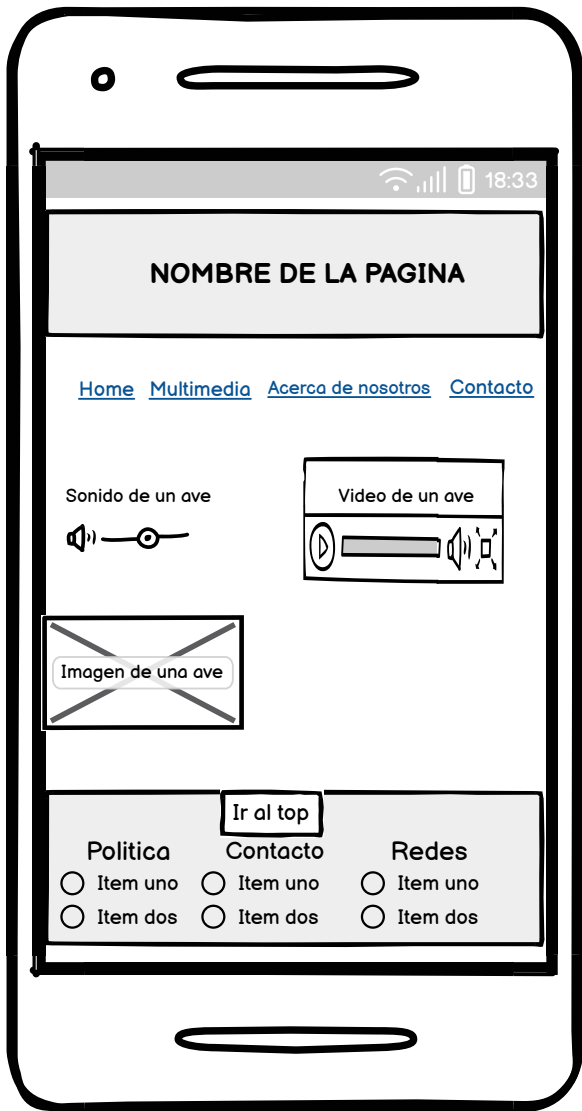 18:33
NOMBRE DE LA PAGINA
Home Multimedia Acerca de nosotros Contacto
Sonido de un ave
Video de un ave
Imagen de una ave
Ir al top
Politica Contacto Redes
Item uno Item uno Item uno
Item dos Item dos Item dos